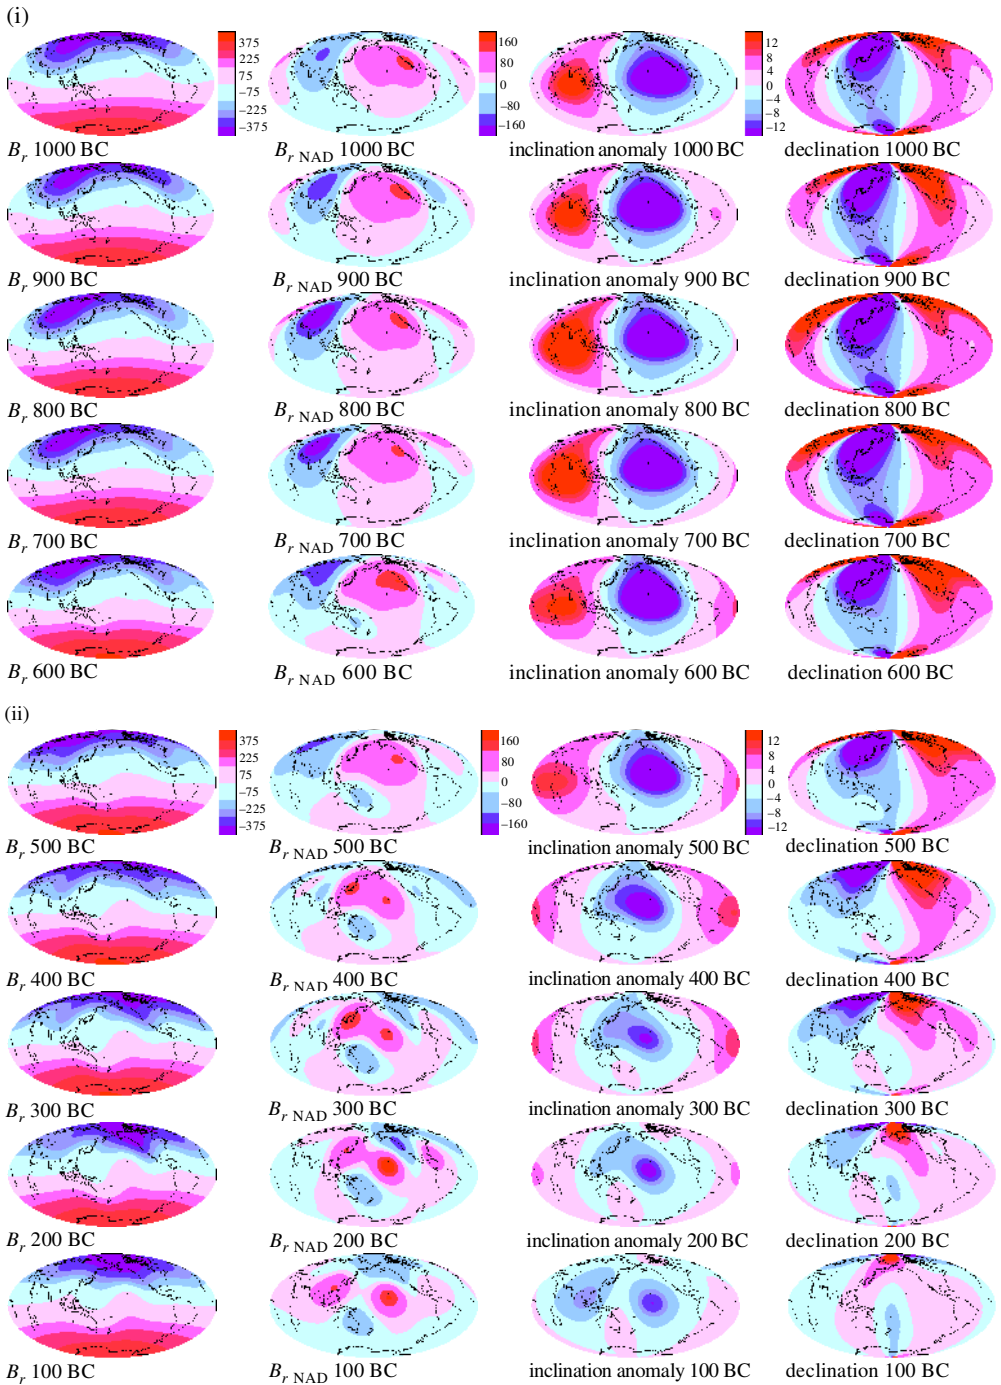 (i)
375
225
75
−75
−225
−375
160
80
0
−80
−160
12
8
4
0
−4
−8
−12
B_r 1000 BC
B_r NAD 1000 BC
inclination anomaly 1000 BC
declination 1000 BC
B_r 900 BC
B_r NAD 900 BC
inclination anomaly 900 BC
declination 900 BC
B_r 800 BC
B_r NAD 800 BC
inclination anomaly 800 BC
declination 800 BC
B_r 700 BC
B_r NAD 700 BC
inclination anomaly 700 BC
declination 700 BC
B_r 600 BC
B_r NAD 600 BC
inclination anomaly 600 BC
declination 600 BC
(ii)
375
225
75
−75
−225
−375
160
80
0
−80
−160
12
8
4
0
−4
−8
−12
B_r 500 BC
B_r NAD 500 BC
inclination anomaly 500 BC
declination 500 BC
B_r 400 BC
B_r NAD 400 BC
inclination anomaly 400 BC
declination 400 BC
B_r 300 BC
B_r NAD 300 BC
inclination anomaly 300 BC
declination 300 BC
B_r 200 BC
B_r NAD 200 BC
inclination anomaly 200 BC
declination 200 BC
B_r 100 BC
B_r NAD 100 BC
inclination anomaly 100 BC
declination 100 BC